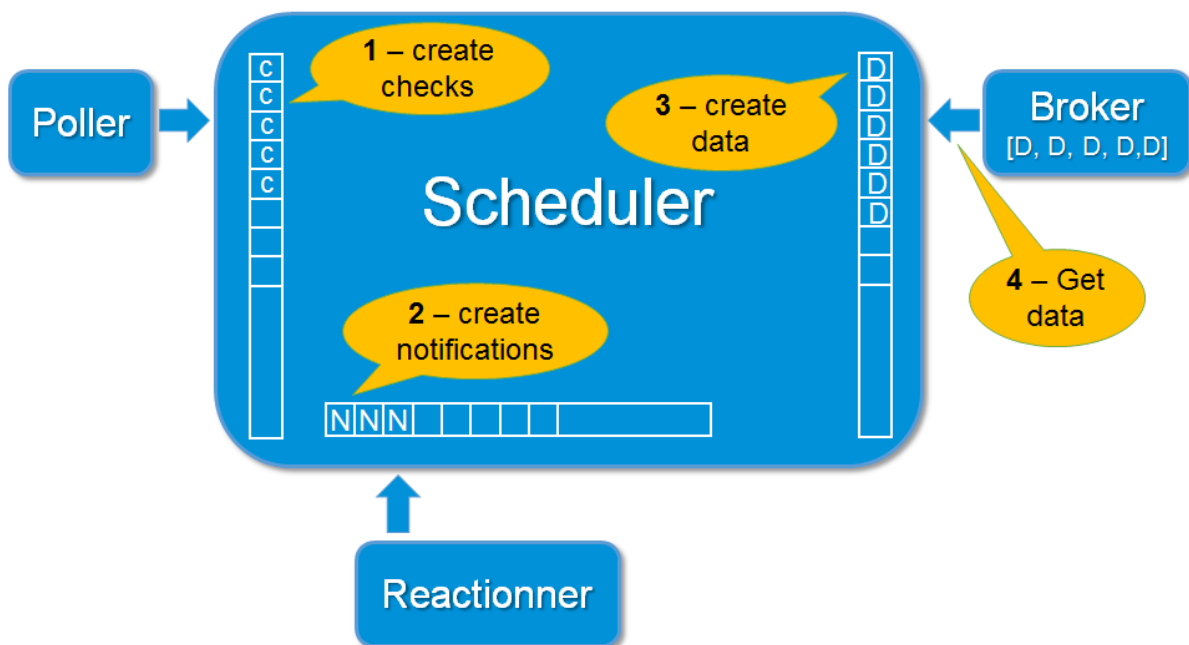 1 – create
checks
C
C
C
C
C
Poller
3 – create
data
D
D
D
D
D
D
Broker
[D, D, D, D,D]
Scheduler
4 – Get
data
2 – create
notifications
N N N
Reactionner